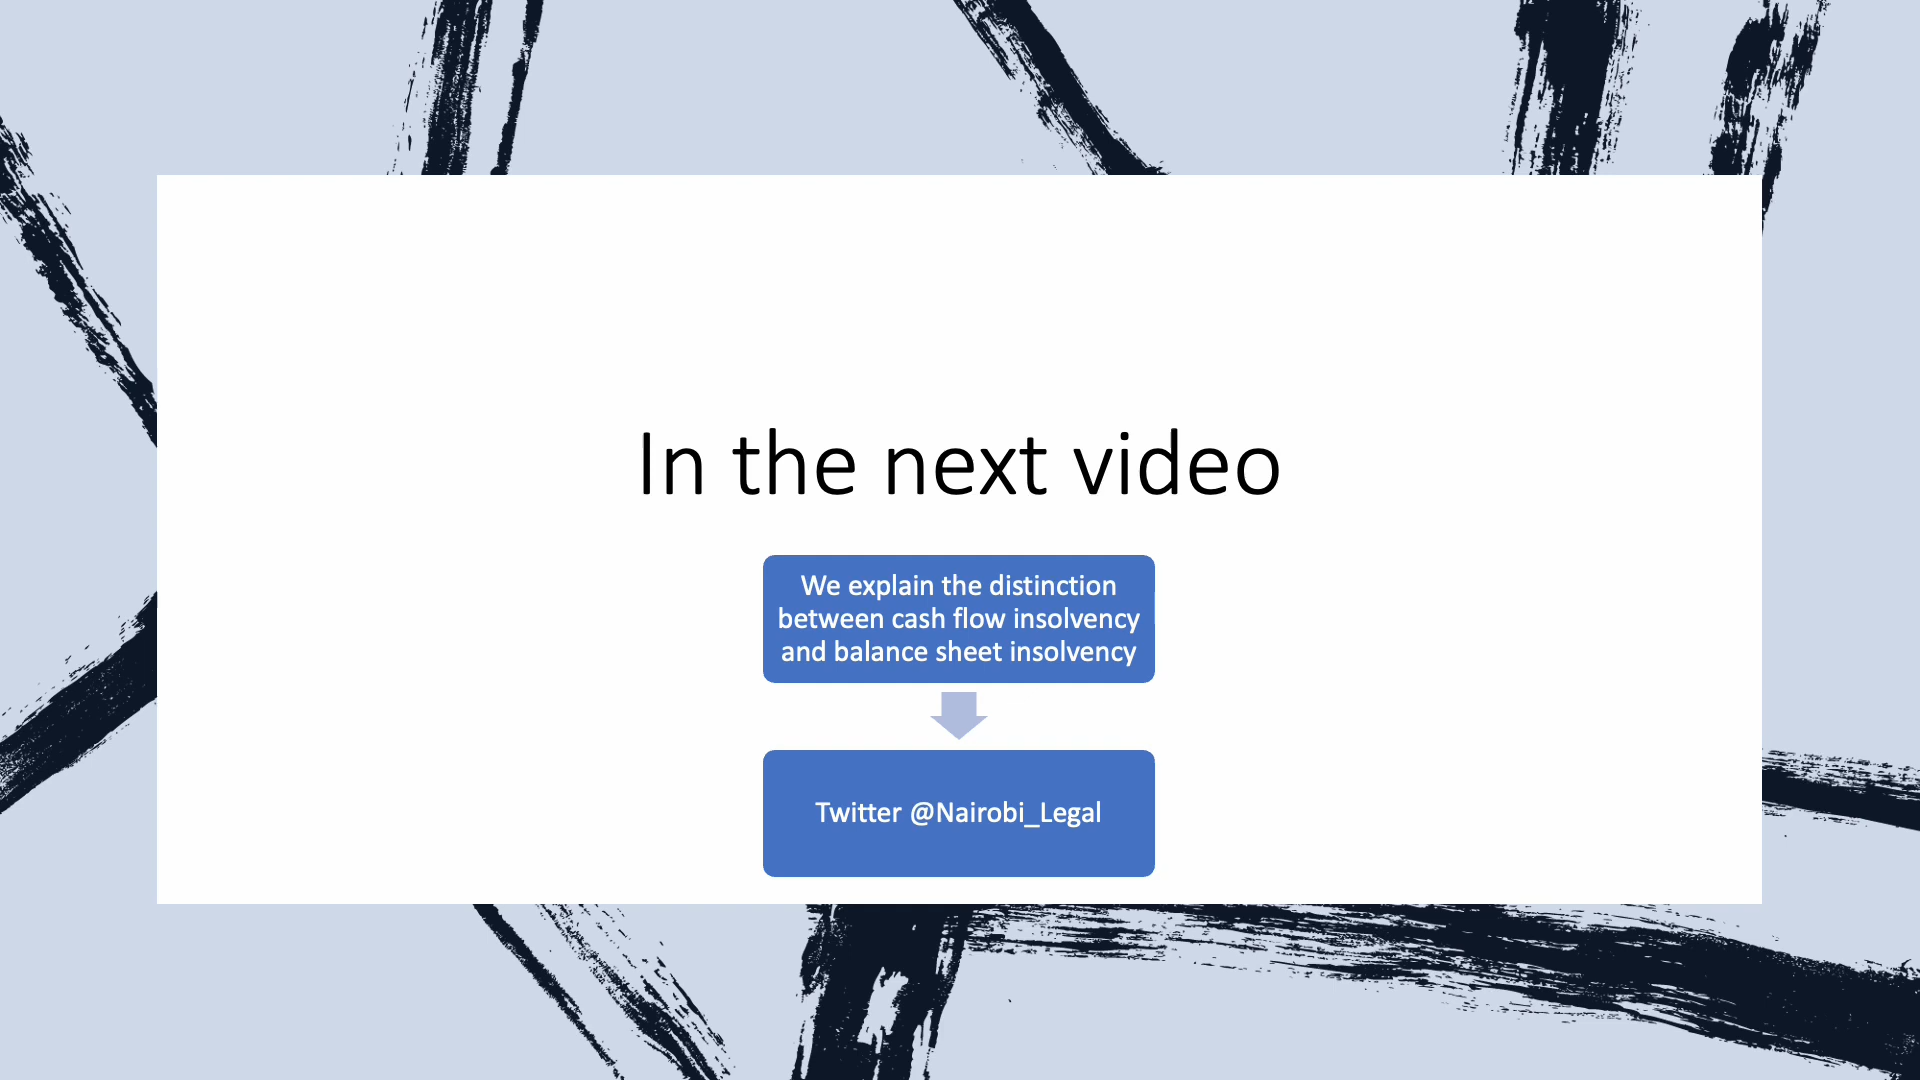 In the next video
We explain the distinction
between cash flow insolvency
and balance sheet insolvency
Twitter @Nairobi_Legal